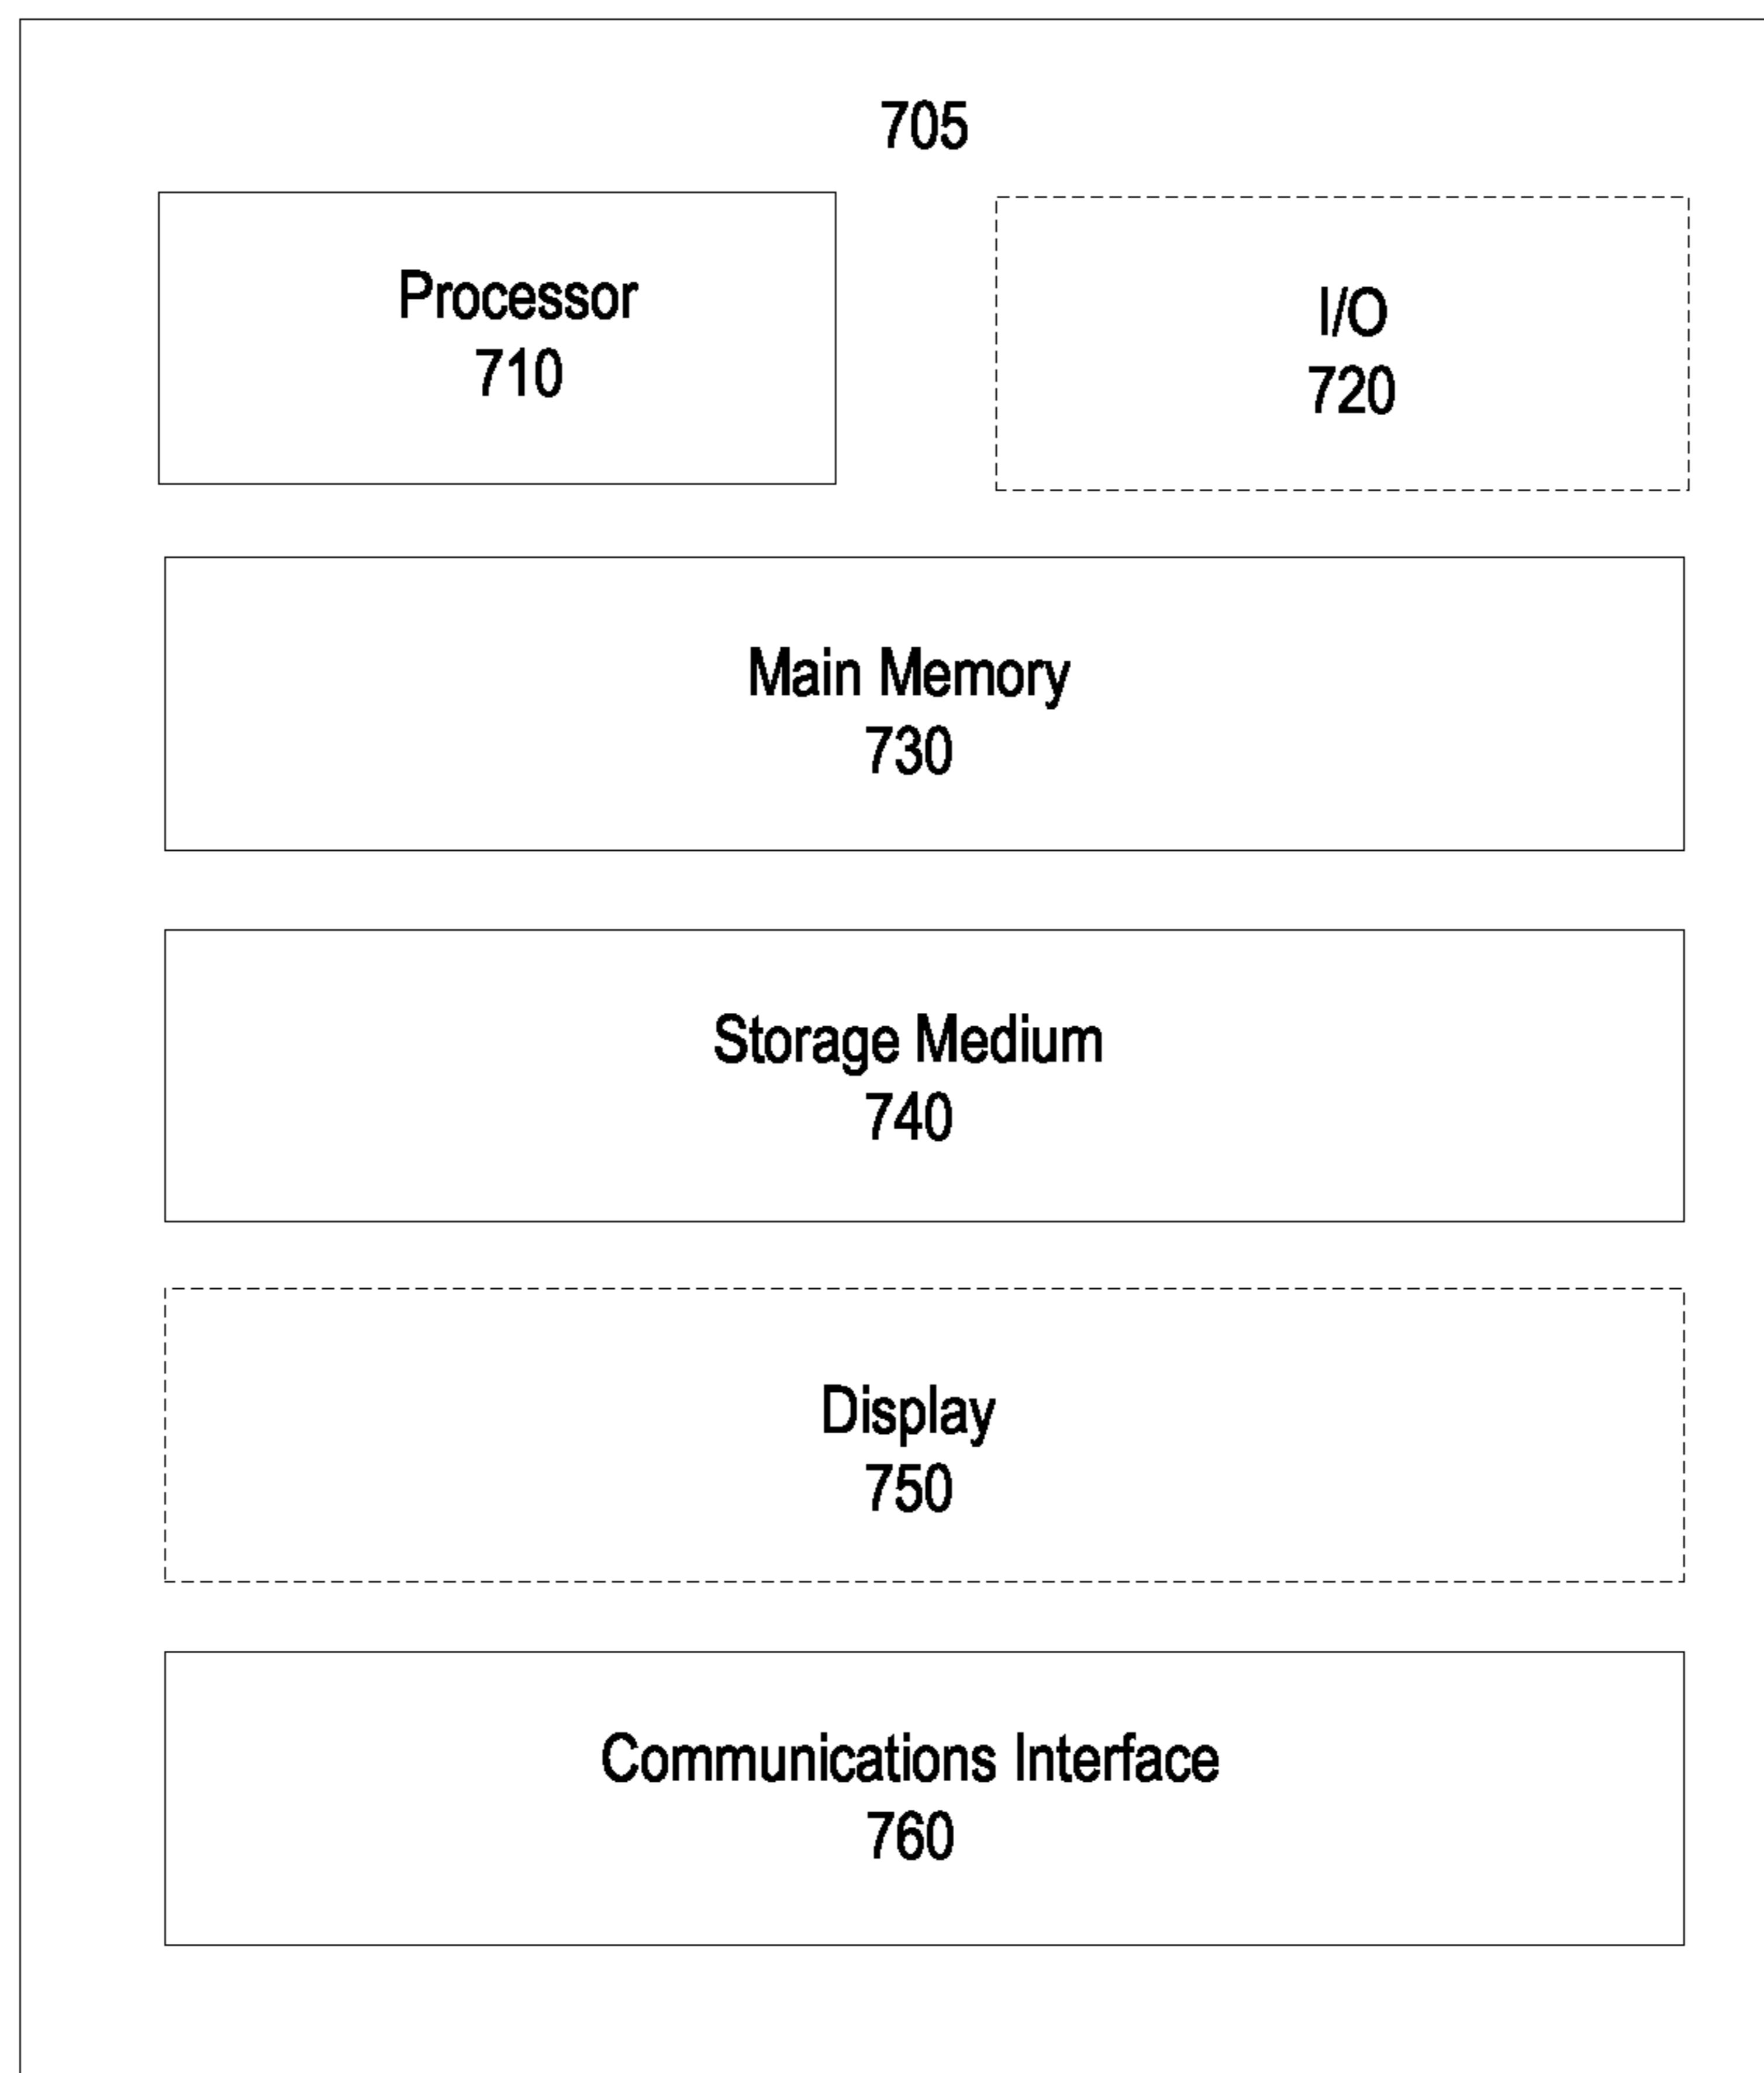 705
Processor
710
I/O
720
Main Memory
730
Storage Medium
740
Display
750
Communications Interface
760